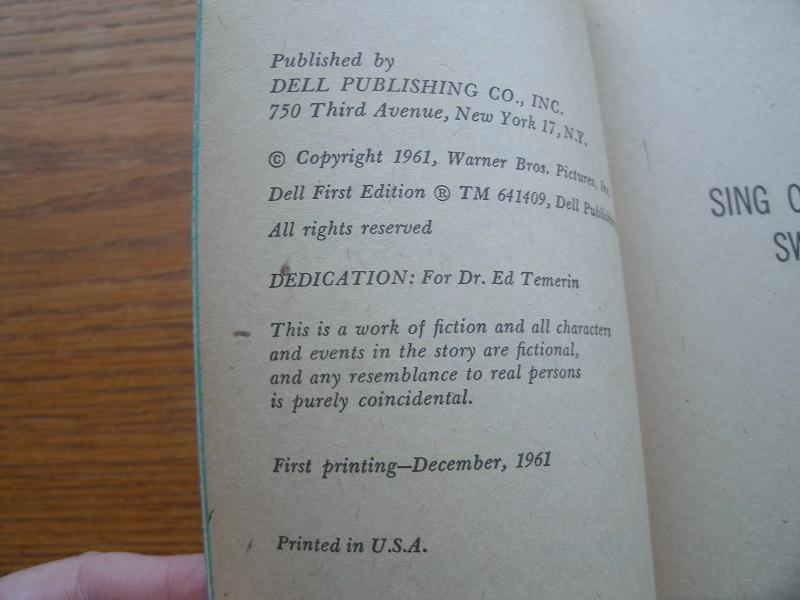 Published by
DELL PUBLISHING CO., INC.
750 Third Avenue, New York 17, N.Y.
© Copyright 1961, Warner Bros. Pictures, Inc.
Dell First Edition ® TM 641409, Dell
All rights reserved
DEDICATION: For Dr. Ed Temerin
This is a work of fiction and all characters
and events in the story are fictional,
and any resemblance to real persons
is purely coincidental.
First printing—December, 1961
Printed in U.S.A.
SING